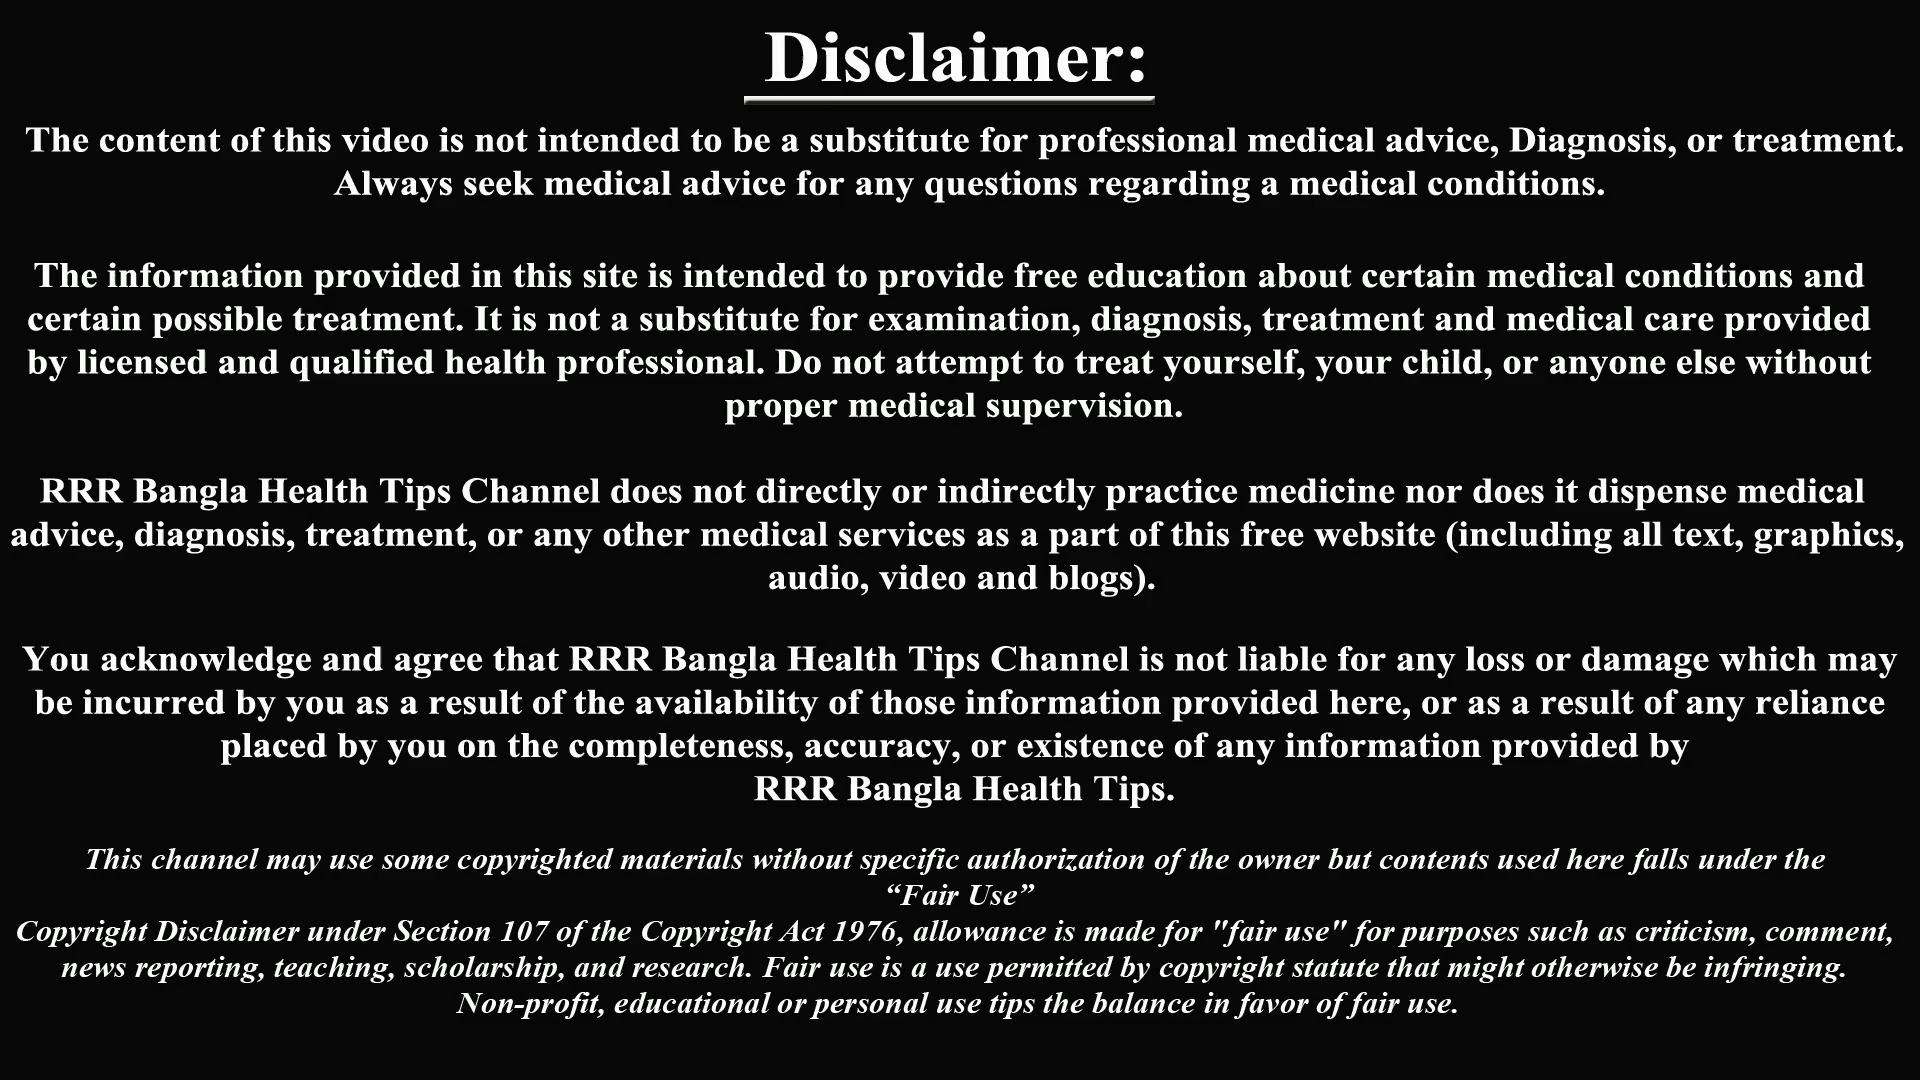 Disclaimer:
The content of this video is not intended to be a substitute for professional medical advice, Diagnosis, or treatment.
Always seek medical advice for any questions regarding a medical conditions.
The information provided in this site is intended to provide free education about certain medical conditions and
certain possible treatment. It is not a substitute for examination, diagnosis, treatment and medical care provided
by licensed and qualified health professional. Do not attempt to treat yourself, your child, or anyone else without
proper medical supervision.
RRR Bangla Health Tips Channel does not directly or indirectly practice medicine nor does it dispense medical
advice, diagnosis, treatment, or any other medical services as a part of this free website (including all text, graphics,
audio, video and blogs).
You acknowledge and agree that RRR Bangla Health Tips Channel is not liable for any loss or damage which may
be incurred by you as a result of the availability of those information provided here, or as a result of any reliance
placed by you on the completeness, accuracy, or existence of any information provided by
RRR Bangla Health Tips.
This channel may use some copyrighted materials without specific authorization of the owner but contents used here falls under the
“Fair Use”
Copyright Disclaimer under Section 107 of the Copyright Act 1976, allowance is made for "fair use" for purposes such as criticism, comment,
news reporting, teaching, scholarship, and research. Fair use is a use permitted by copyright statute that might otherwise be infringing.
Non-profit, educational or personal use tips the balance in favor of fair use.